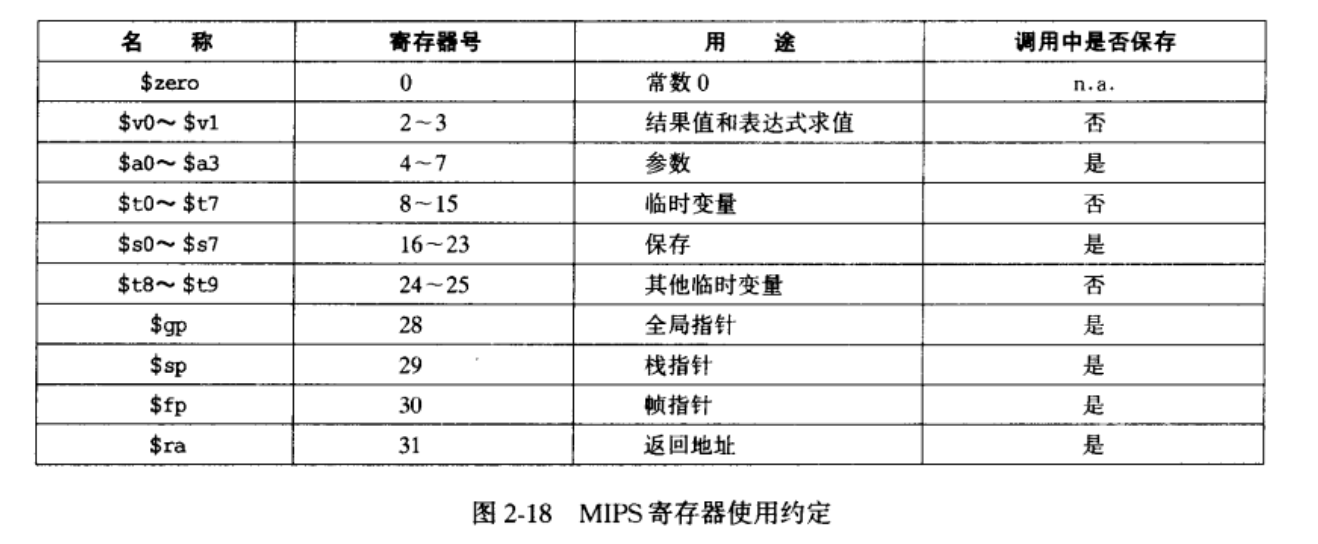 名 称 寄存器号 用 途 调用中是否保存
$zero 0 常数0 n.a.
$v0～$v1 2～3 结果值和表达式求值 否
$a0～$a3 4～7 参数 是
$t0～$t7 8～15 临时变量 否
$s0～$s7 16～23 保存 是
$t8～$t9 24～25 其他临时变量 否
$gp 28 全局指针 是
$sp 29 栈指针 是
$fp 30 帧指针 是
$ra 31 返回地址 是
图 2-18 MIPS 寄存器使用约定